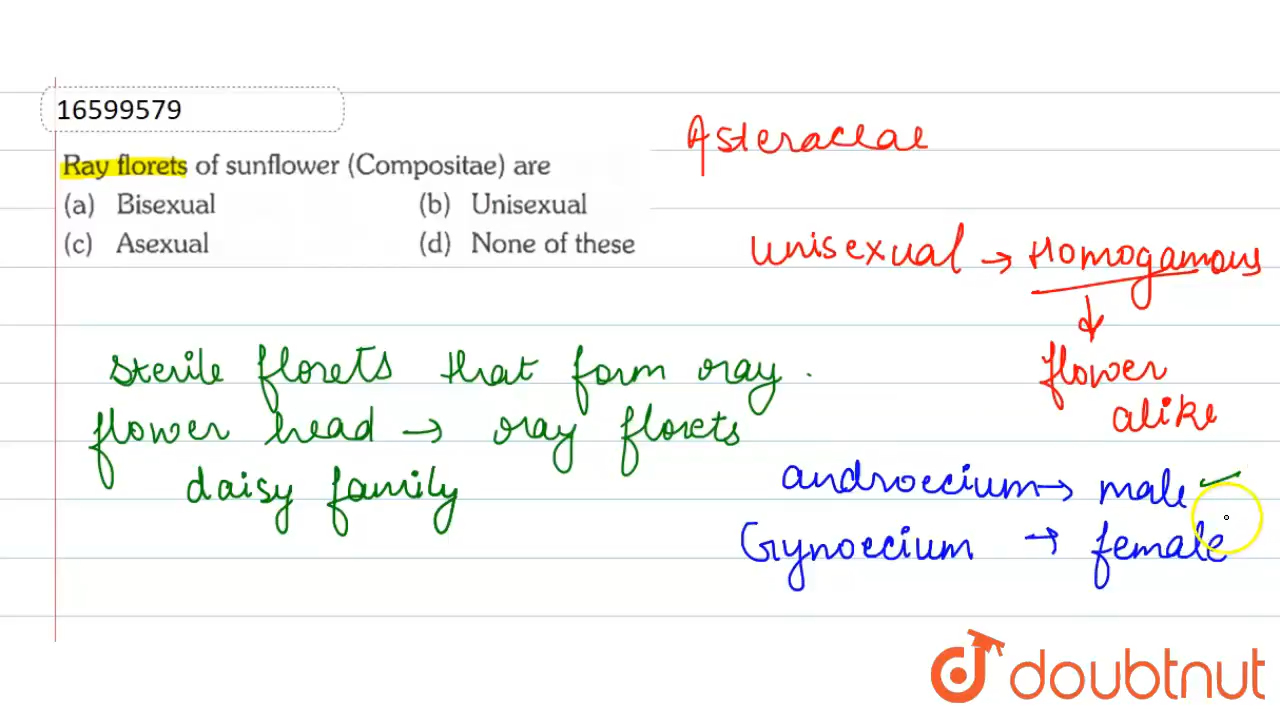 16599579
Ray florets of sunflower (Compositae) are
(a) Bisexual (b) Unisexual
(c) Asexual (d) None of these
Asteraceae
Unisexual → Homogamous
↓
flower
alike
sterile florets that form ray.
flower head → ray florets
daisy family
androecium → male ✓
Gynoecium → female
doubtnut